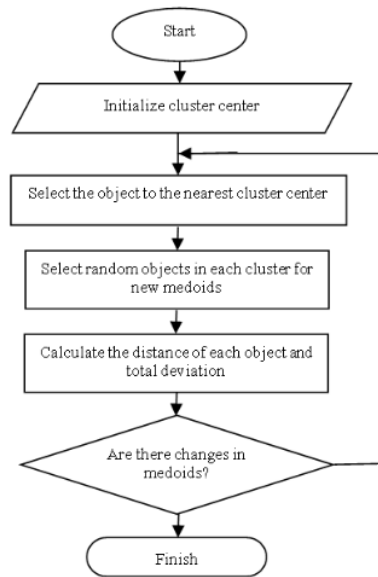 Start
Initialize cluster center
Select the object to the nearest cluster center
Select random objects in each cluster for
new medoids
Calculate the distance of each object and
total deviation
Are there changes in
medoids?
Finish